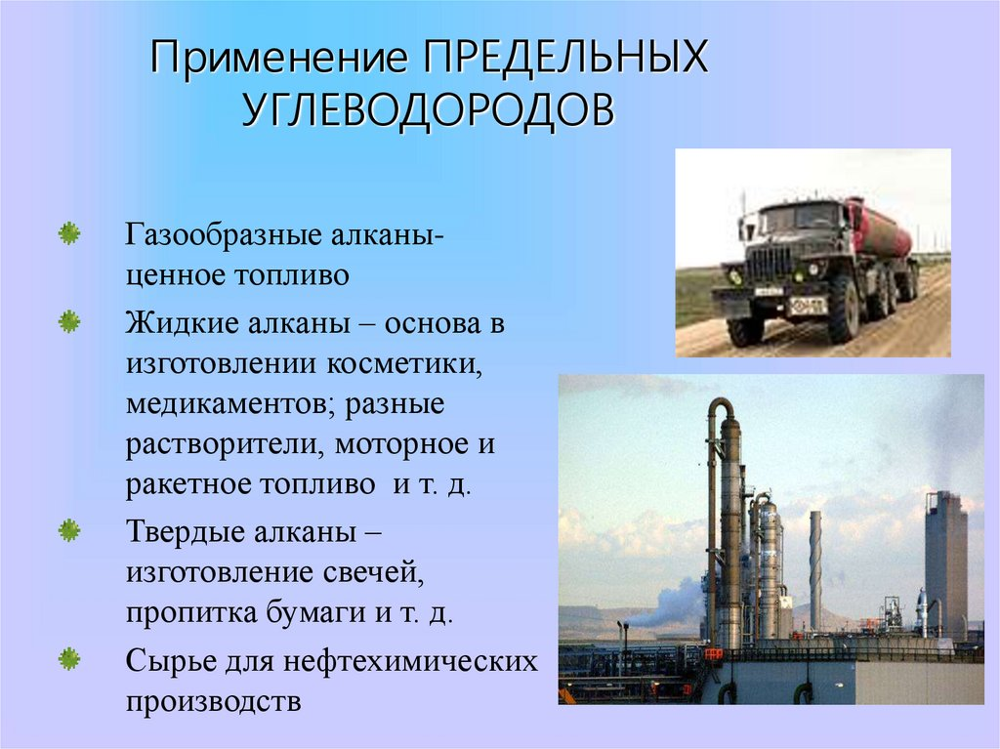 Применение ПРЕДЕЛЬНЫХ
УГЛЕВОДОРОДОВ
Газообразные алканы-
ценное топливо
Жидкие алканы – основа в
изготовлении косметики,
медикаментов; разные
растворители, моторное и
ракетное топливо  и т. д.
Твердые алканы –
изготовление свечей,
пропитка бумаги и т. д.
Сырье для нефтехимических
производств